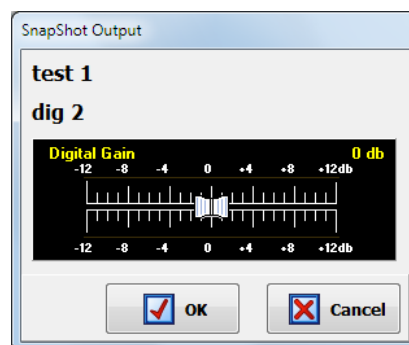 SnapShot Output
test 1
dig 2
Digital Gain 0 db
-12 -8 -4 0 +4 +8 +12db
-12 -8 -4 0 +4 +8 +12db
OK Cancel